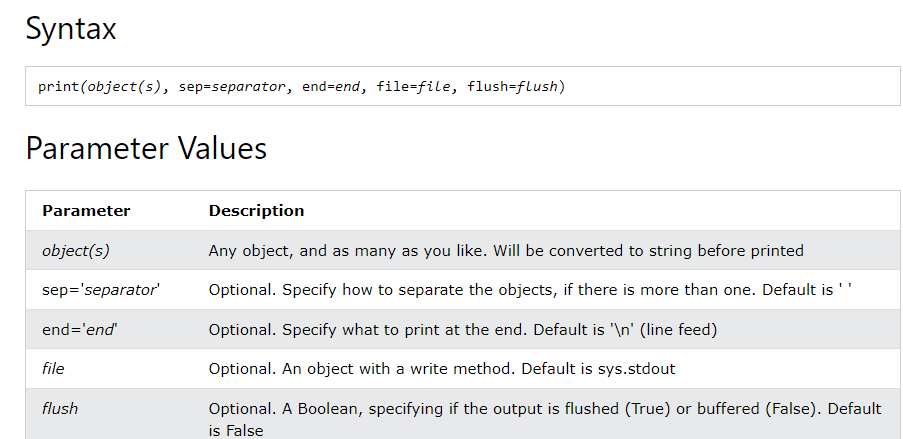 Syntax
print(object(s), sep=separator, end=end, file=file, flush=flush)
Parameter Values
Parameter Description
object(s) Any object, and as many as you like. Will be converted to string before printed
sep='separator' Optional. Specify how to separate the objects, if there is more than one. Default is ' '
end='end' Optional. Specify what to print at the end. Default is '\n' (line feed)
file Optional. An object with a write method. Default is sys.stdout
flush Optional. A Boolean, specifying if the output is flushed (True) or buffered (False). Default
is False